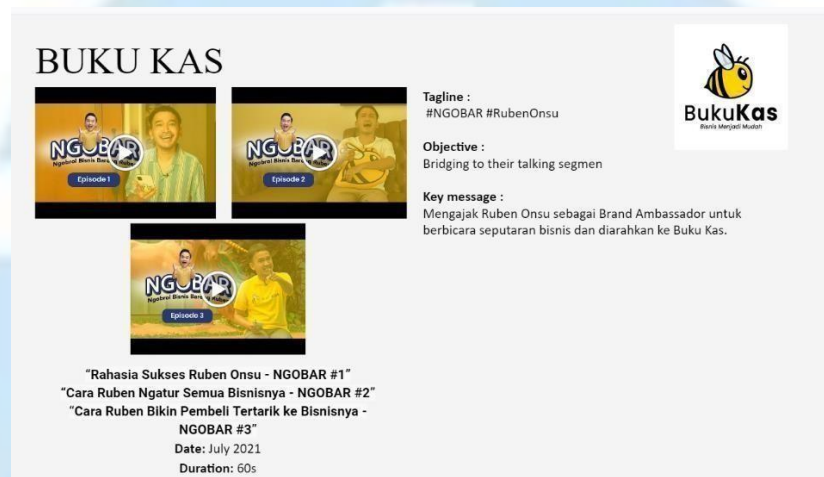 BUKU KAS
NGOBAR
Ngobrol Bisnis Bareng Ruben
Episode 1
NGOBAR
Ngobrol Bisnis Bareng Ruben
Episode 2
NGOBAR
Ngobrol Bisnis Bareng Ruben
Episode 3
“Rahasia Sukses Ruben Onsu - NGOBAR #1”
“Cara Ruben Ngatur Semua Bisnisnya - NGOBAR #2”
“Cara Ruben Bikin Pembeli Tertarik ke Bisnisnya -
NGOBAR #3”
Date: July 2021
Duration: 60s
Tagline :
#NGOBAR #RubenOnsu
Objective :
Bridging to their talking segmen
Key message :
Mengajak Ruben Onsu sebagai Brand Ambassador untuk
berbicara seputaran bisnis dan diarahkan ke Buku Kas.
BukuKas
Bisnis Menjadi Mudah